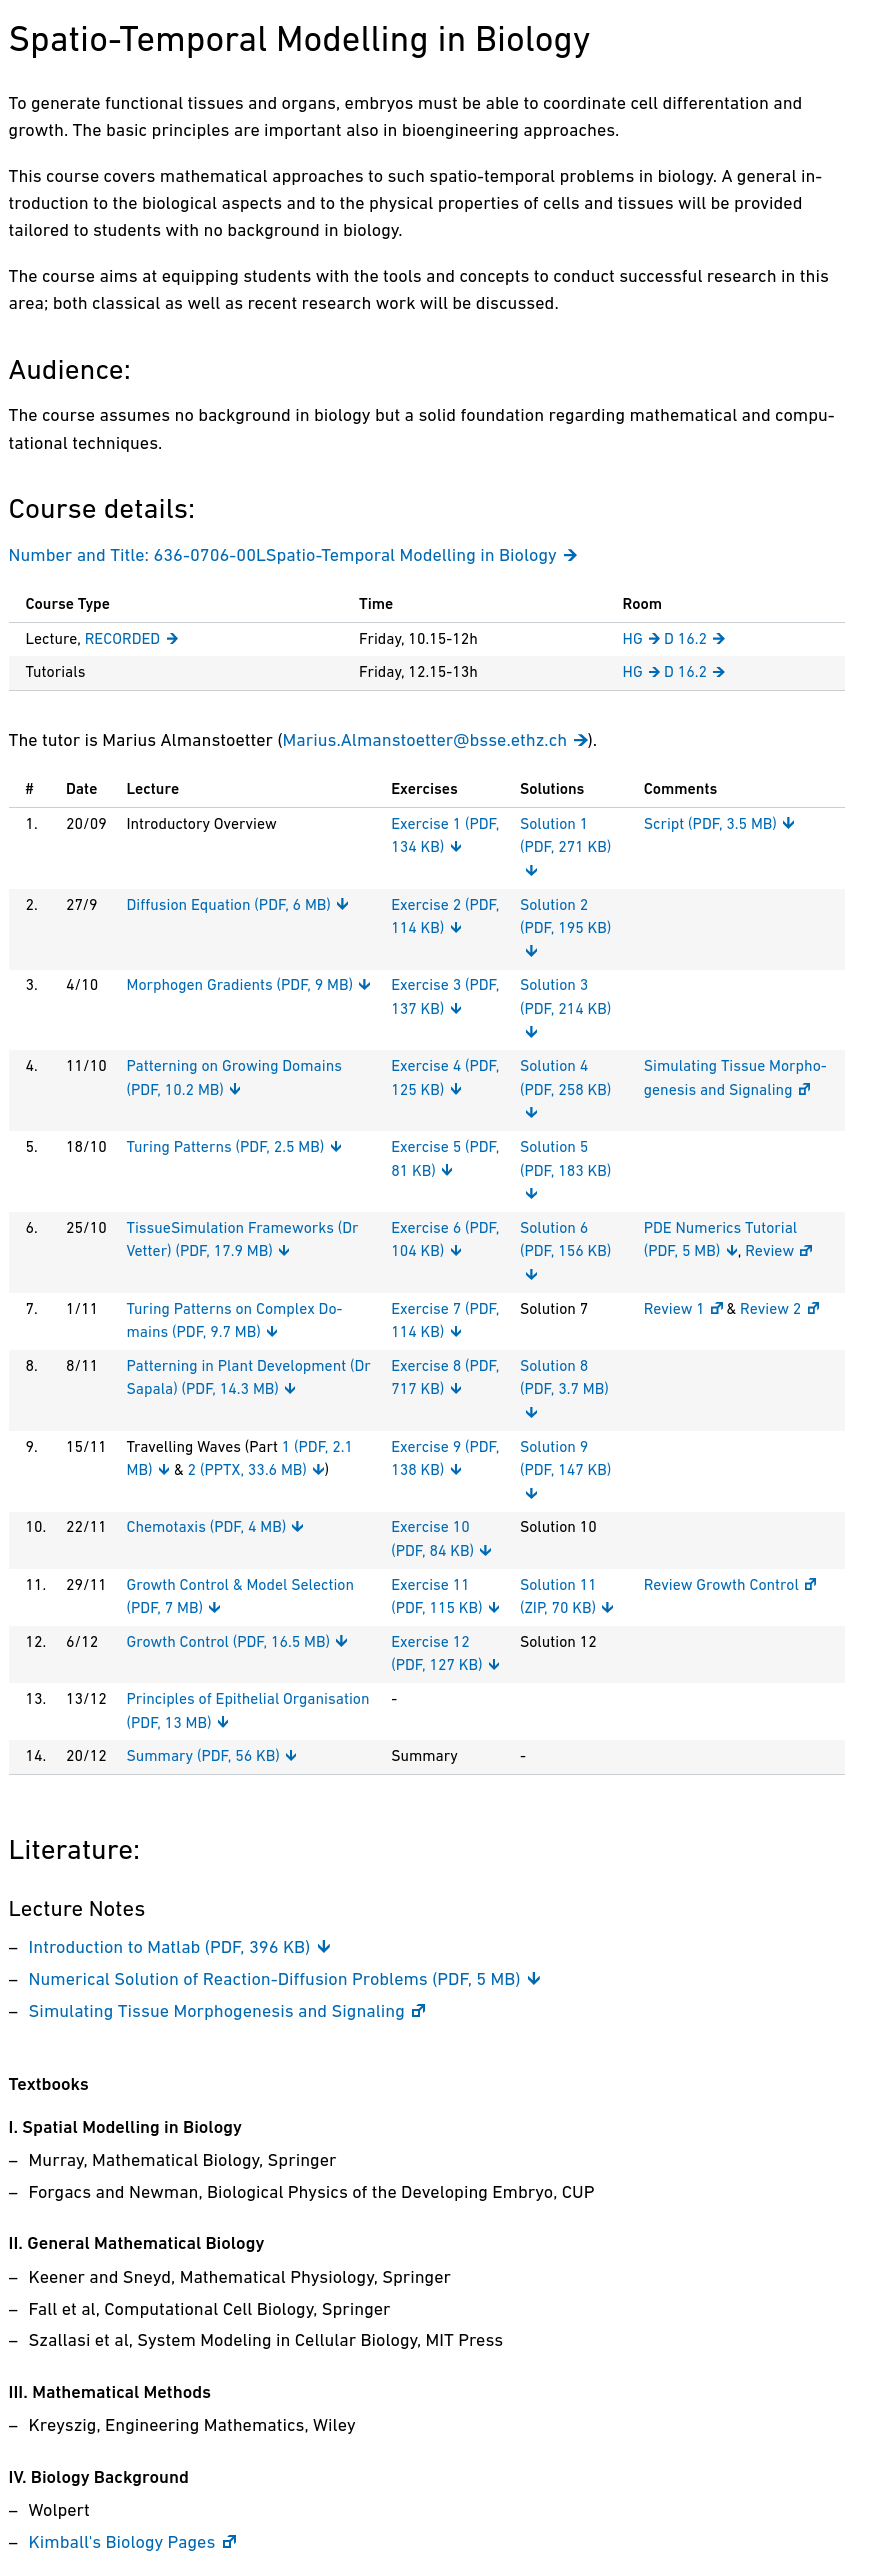 Spatio-Temporal Modelling in Biology
To generate functional tissues and organs, embryos must be able to coordinate cell differentation and
growth. The basic principles are important also in bioengineering approaches.
This course covers mathematical approaches to such spatio-temporal problems in biology. A general in-
troduction to the biological aspects and to the physical properties of cells and tissues will be provided
tailored to students with no background in biology.
The course aims at equipping students with the tools and concepts to conduct successful research in this
area; both classical as well as recent research work will be discussed.
Audience:
The course assumes no background in biology but a solid foundation regarding mathematical and compu-
tational techniques.
Course details:
Number and Title: 636-0706-00LSpatio-Temporal Modelling in Biology →
Course Type Time Room
Lecture, RECORDED → Friday, 10.15-12h HG → D 16.2 →
Tutorials Friday, 12.15-13h HG → D 16.2 →
The tutor is Marius Almanstoetter (Marius.Almanstoetter@bsse.ethz.ch →).
# Date Lecture Exercises Solutions Comments
1. 20/09 Introductory Overview Exercise 1 (PDF, Solution 1 Script (PDF, 3.5 MB) ↓
134 KB) ↓ (PDF, 271 KB)
↓
2. 27/9 Diffusion Equation (PDF, 6 MB) ↓ Exercise 2 (PDF, Solution 2
114 KB) ↓ (PDF, 195 KB)
↓
3. 4/10 Morphogen Gradients (PDF, 9 MB) ↓ Exercise 3 (PDF, Solution 3
137 KB) ↓ (PDF, 214 KB)
↓
4. 11/10 Patterning on Growing Domains Exercise 4 (PDF, Solution 4 Simulating Tissue Morpho-
(PDF, 10.2 MB) ↓ 125 KB) ↓ (PDF, 258 KB) genesis and Signaling
↓
5. 18/10 Turing Patterns (PDF, 2.5 MB) ↓ Exercise 5 (PDF, Solution 5
81 KB) ↓ (PDF, 183 KB)
↓
6. 25/10 TissueSimulation Frameworks (Dr Exercise 6 (PDF, Solution 6 PDE Numerics Tutorial
Vetter) (PDF, 17.9 MB) ↓ 104 KB) ↓ (PDF, 156 KB) (PDF, 5 MB) ↓, Review
↓
7. 1/11 Turing Patterns on Complex Do- Exercise 7 (PDF, Solution 7 Review 1 & Review 2
mains (PDF, 9.7 MB) ↓ 114 KB) ↓
8. 8/11 Patterning in Plant Development (Dr Exercise 8 (PDF, Solution 8
Sapala) (PDF, 14.3 MB) ↓ 717 KB) ↓ (PDF, 3.7 MB)
↓
9. 15/11 Travelling Waves (Part 1 (PDF, 2.1 Exercise 9 (PDF, Solution 9
MB) ↓ & 2 (PPTX, 33.6 MB) ↓) 138 KB) ↓ (PDF, 147 KB)
↓
10. 22/11 Chemotaxis (PDF, 4 MB) ↓ Exercise 10 Solution 10
(PDF, 84 KB) ↓
11. 29/11 Growth Control & Model Selection Exercise 11 Solution 11 Review Growth Control
(PDF, 7 MB) ↓ (PDF, 115 KB) ↓ (ZIP, 70 KB) ↓
12. 6/12 Growth Control (PDF, 16.5 MB) ↓ Exercise 12 Solution 12
(PDF, 127 KB) ↓
13. 13/12 Principles of Epithelial Organisation -
(PDF, 13 MB) ↓
14. 20/12 Summary (PDF, 56 KB) ↓ Summary -
Literature:
Lecture Notes
– Introduction to Matlab (PDF, 396 KB) ↓
– Numerical Solution of Reaction-Diffusion Problems (PDF, 5 MB) ↓
– Simulating Tissue Morphogenesis and Signaling
Textbooks
I. Spatial Modelling in Biology
– Murray, Mathematical Biology, Springer
– Forgacs and Newman, Biological Physics of the Developing Embryo, CUP
II. General Mathematical Biology
– Keener and Sneyd, Mathematical Physiology, Springer
– Fall et al, Computational Cell Biology, Springer
– Szallasi et al, System Modeling in Cellular Biology, MIT Press
III. Mathematical Methods
– Kreyszig, Engineering Mathematics, Wiley
IV. Biology Background
– Wolpert
– Kimball's Biology Pages